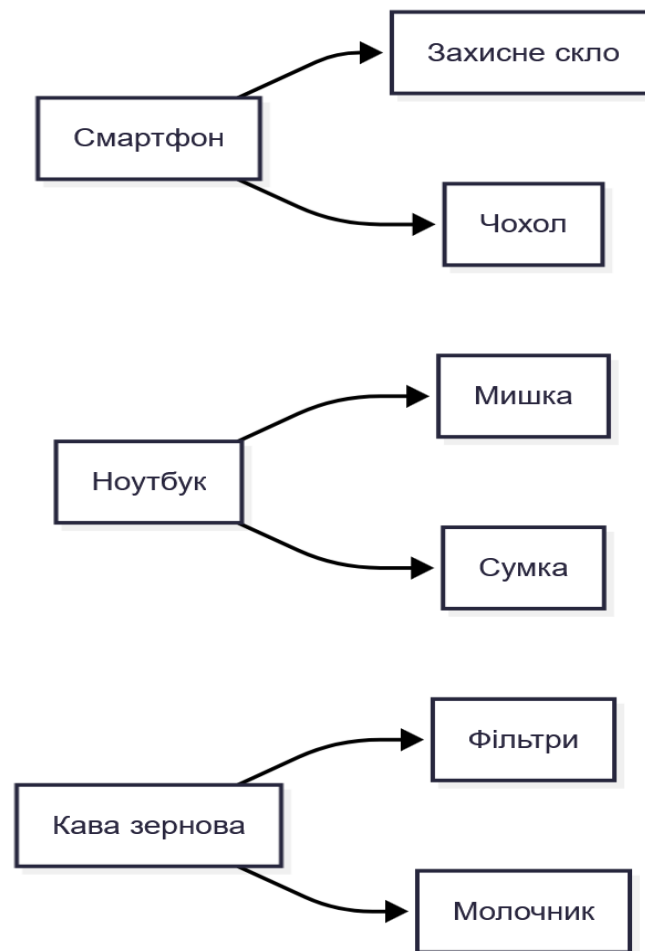 Захисне скло
Смартфон
Чохол
Мишка
Ноутбук
Сумка
Фільтри
Кава зернова
Молочник